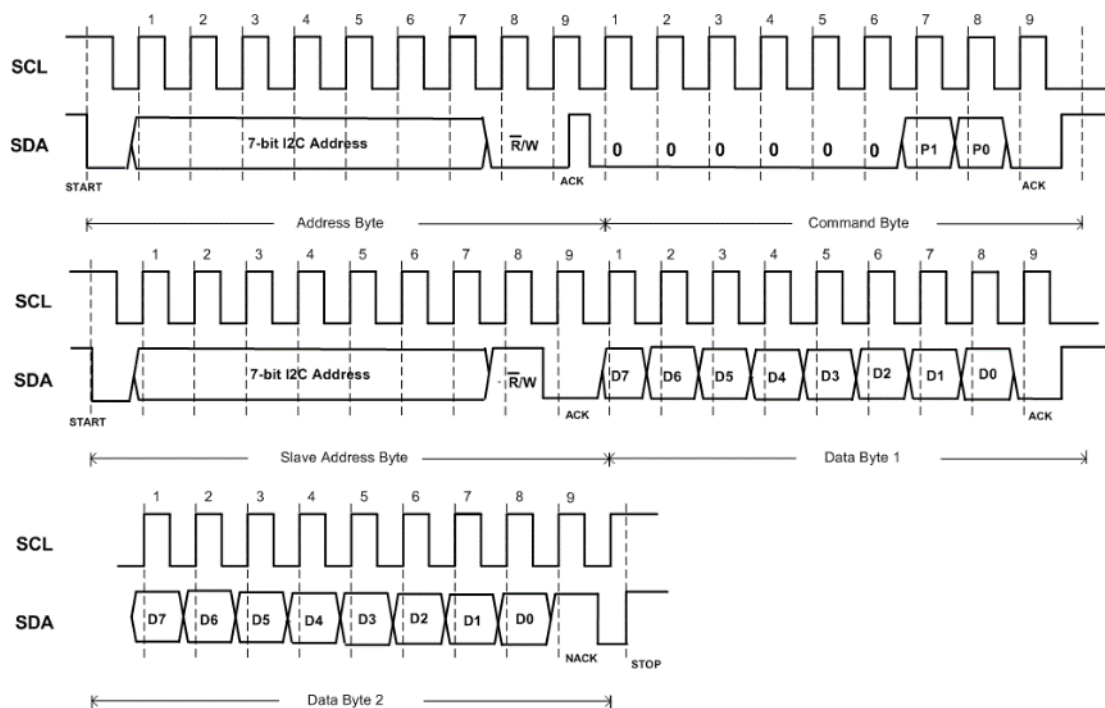 1 2 3 4 5 6 7 8 9 1 2 3 4 5 6 7 8 9
SCL
SDA 7-bit I2C Address R̅/W 0 0 0 0 0 0 P1 P0
START ACK ACK
Address Byte Command Byte
1 2 3 4 5 6 7 8 9 1 2 3 4 5 6 7 8 9
SCL
SDA 7-bit I2C Address R̅/W D7 D6 D5 D4 D3 D2 D1 D0
START ACK ACK
Slave Address Byte Data Byte 1
1 2 3 4 5 6 7 8 9
SCL
SDA D7 D6 D5 D4 D3 D2 D1 D0
NACK STOP
Data Byte 2